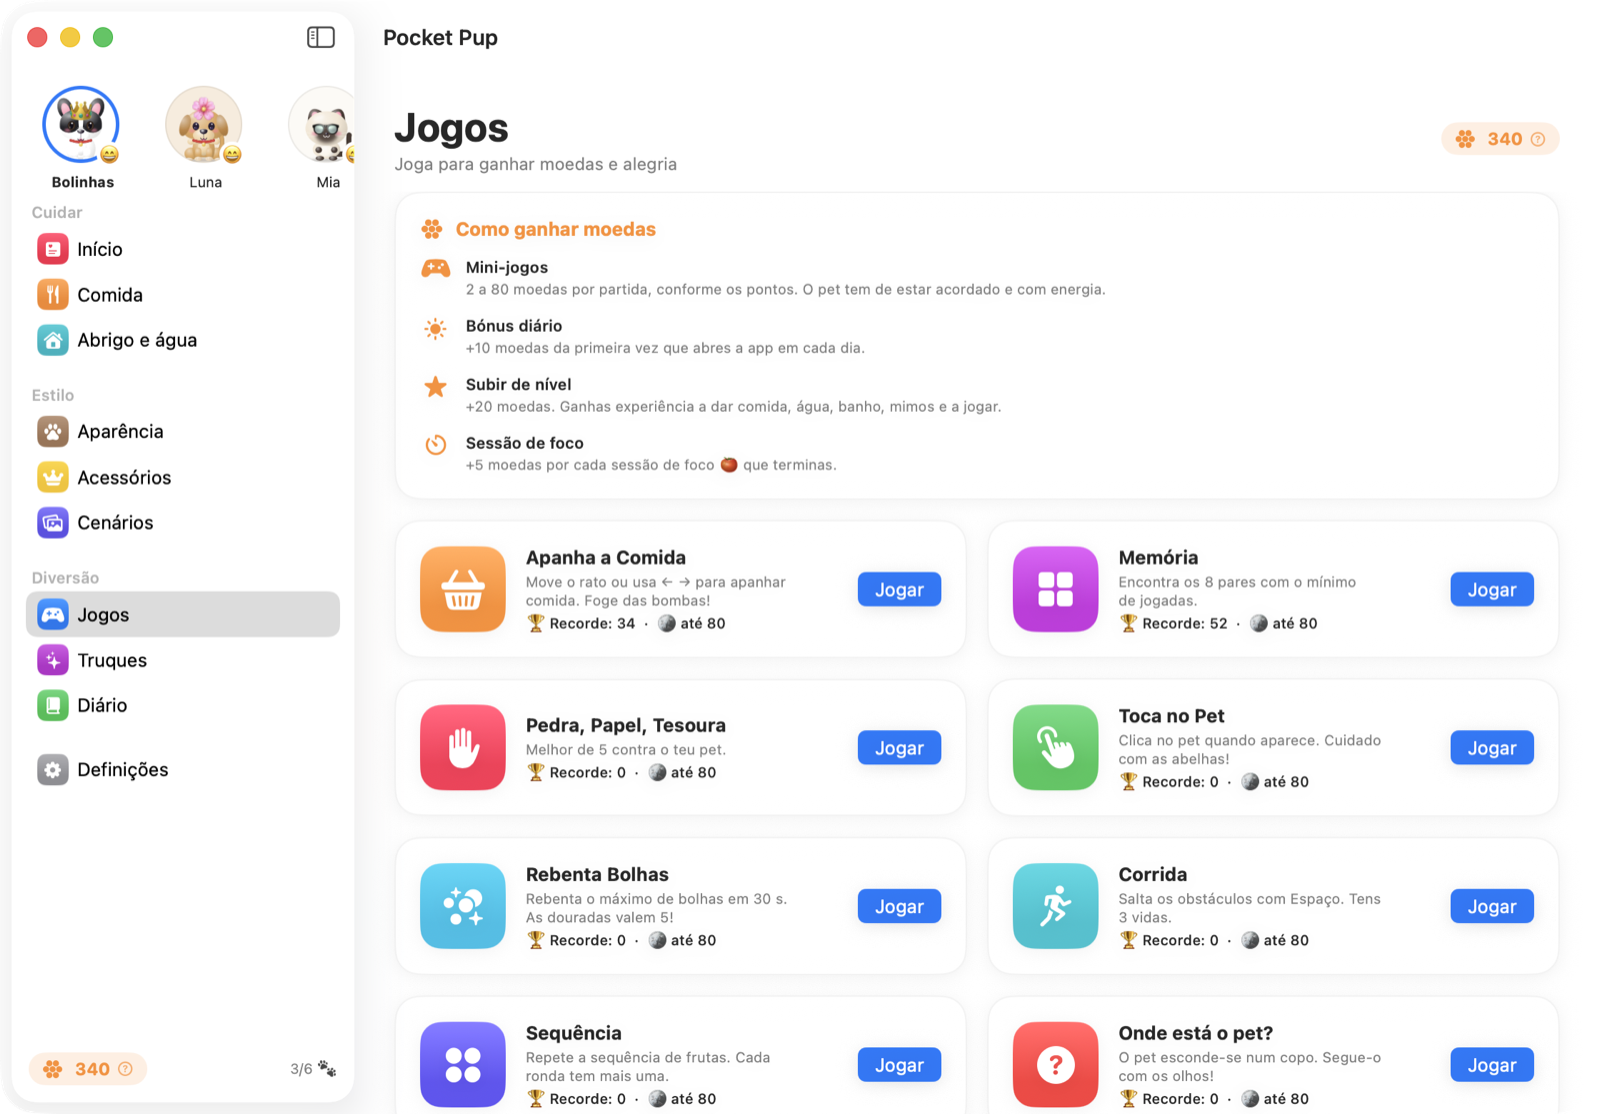 Pocket Pup
Bolinhas
Luna
Mia
Cuidar
Início
Comida
Abrigo e água
Estilo
Aparência
Acessórios
Cenários
Diversão
Jogos
Truques
Diário
Definições
340
3/6
Jogos
Joga para ganhar moedas e alegria
340
Como ganhar moedas
Mini-jogos
2 a 80 moedas por partida, conforme os pontos. O pet tem de estar acordado e com energia.
Bónus diário
+10 moedas da primeira vez que abres a app em cada dia.
Subir de nível
+20 moedas. Ganhas experiência a dar comida, água, banho, mimos e a jogar.
Sessão de foco
+5 moedas por cada sessão de foco 🍅 que terminas.
Apanha a Comida
Move o rato ou usa ← → para apanhar
comida. Foge das bombas!
🏆 Recorde: 34 · 🪙 até 80
Jogar
Memória
Encontra os 8 pares com o mínimo
de jogadas.
🏆 Recorde: 52 · 🪙 até 80
Jogar
Pedra, Papel, Tesoura
Melhor de 5 contra o teu pet.
🏆 Recorde: 0 · 🪙 até 80
Jogar
Toca no Pet
Clica no pet quando aparece. Cuidado
com as abelhas!
🏆 Recorde: 0 · 🪙 até 80
Jogar
Rebenta Bolhas
Rebenta o máximo de bolhas em 30 s.
As douradas valem 5!
🏆 Recorde: 0 · 🪙 até 80
Jogar
Corrida
Salta os obstáculos com Espaço. Tens
3 vidas.
🏆 Recorde: 0 · 🪙 até 80
Jogar
Sequência
Repete a sequência de frutas. Cada
ronda tem mais uma.
🏆 Recorde: 0 · 🪙 até 80
Jogar
Onde está o pet?
O pet esconde-se num copo. Segue-o
com os olhos!
🏆 Recorde: 0 · 🪙 até 80
Jogar